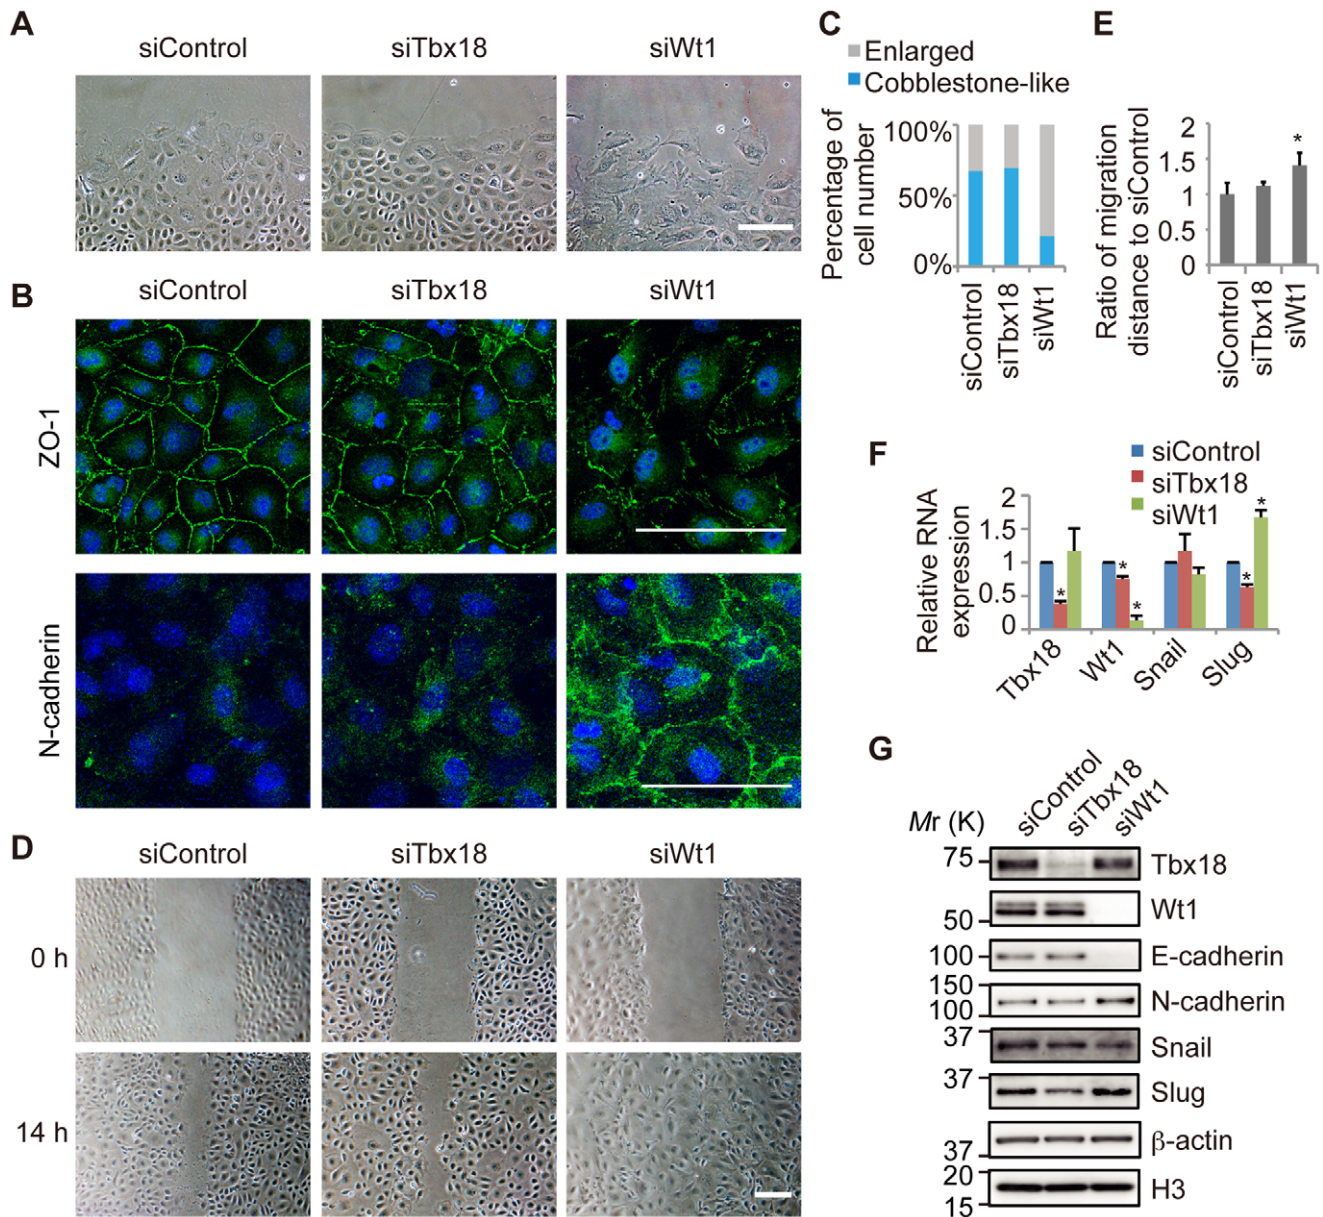 A
siControl
siTbx18
siWt1
B
siControl
siTbx18
siWt1
ZO-1
N-cadherin
D
siControl
siTbx18
siWt1
0 h
14 h
C
Enlarged
Cobblestone-like
Percentage of
cell number
100%
50%
0%
siControl
siTbx18
siWt1
E
Ratio of migration
distance to siControl
2
1.5
1
0.5
0
*
siControl
siTbx18
siWt1
F
siControl
siTbx18
siWt1
Relative RNA
expression
2
1.5
1
0.5
0
*
*
*
*
*
Tbx18
Wt1
Snail
Slug
G
Mr (K)
siControl
siTbx18
siWt1
75
Tbx18
Wt1
50
100
E-cadherin
150
100
N-cadherin
37
Snail
37
Slug
β-actin
37
20
H3
15